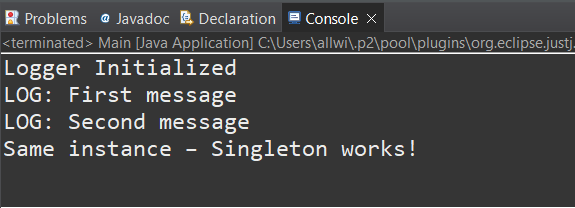 Problems @ Javadoc Declaration Console
<terminated> Main [Java Application] C:\Users\allwi\.p2\pool\plugins\org.eclipse.justj.
Logger Initialized
LOG: First message
LOG: Second message
Same instance – Singleton works!